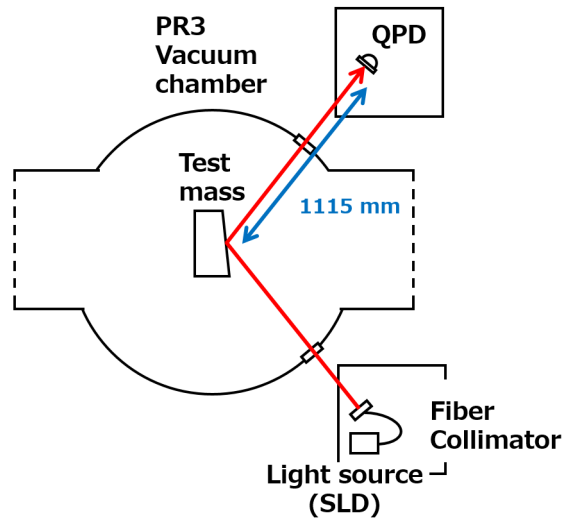 PR3
Vacuum
chamber
QPD
Test
mass
1115 mm
Fiber
Collimator
Light source
(SLD)